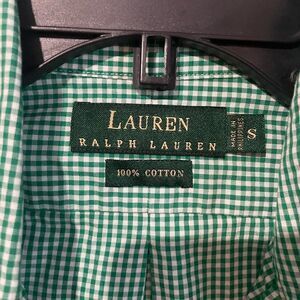 LAUREN
RALPH LAUREN
MADE IN
PHILIPPINES
S
100% COTTON